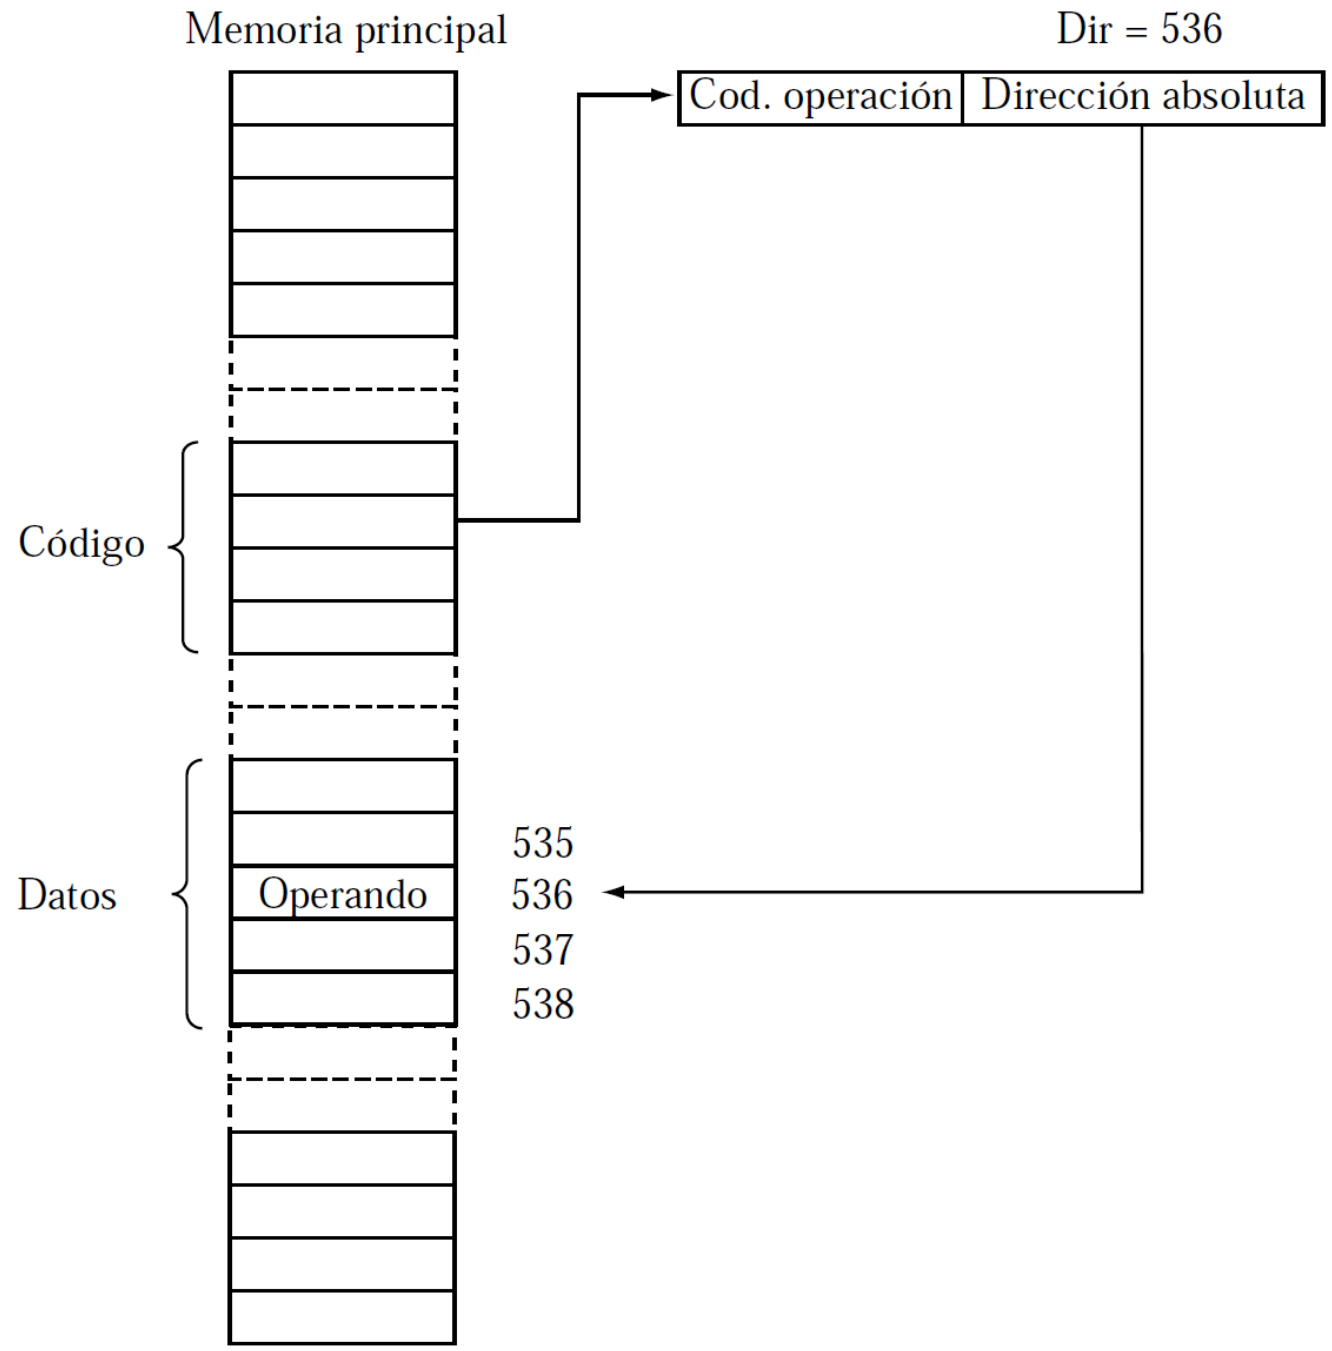 Memoria principal
Dir = 536
Cod. operación
Dirección absoluta
Código
Datos
Operando
535
536
537
538